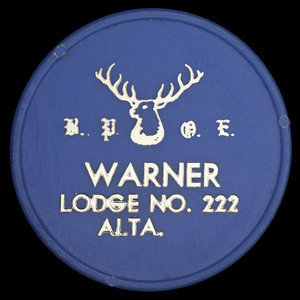 B. P. O. E.
WARNER
LODGE NO. 222
ALTA.